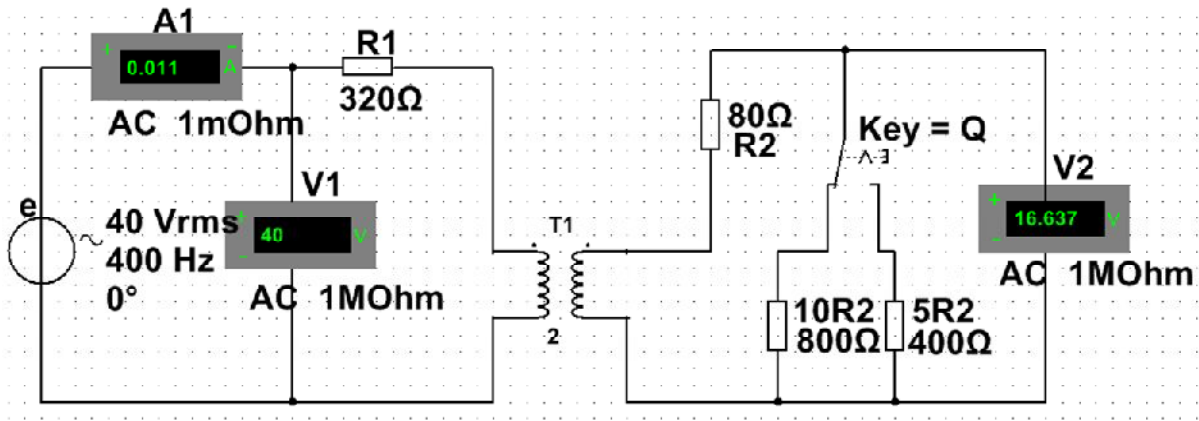 A1
+ -
0.011 A
AC 1mOhm
R1
320Ω
e
40 Vrms
400 Hz
0°
V1
+
40 V
-
AC 1MOhm
T1
2
80Ω
R2
Key = Q
10R2
800Ω
5R2
400Ω
V2
+
16.637 V
-
AC 1MOhm